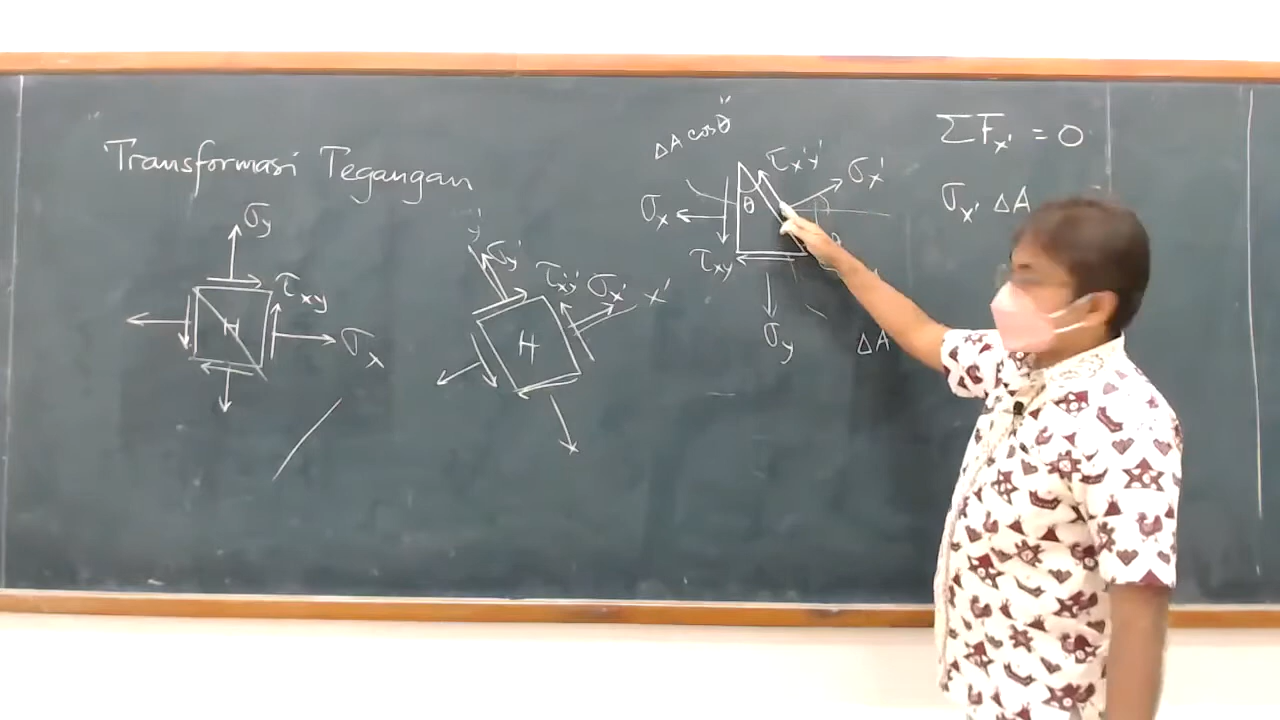 Transformasi Tegangan
σy
τxy
σx
H
y'
σy'
τx'y'
σx'
x'
H
ΔA cos θ
τx'y'
σx'
σx
θ
τxy
σy
ΔA
ΣFx' = 0
σx' ΔA